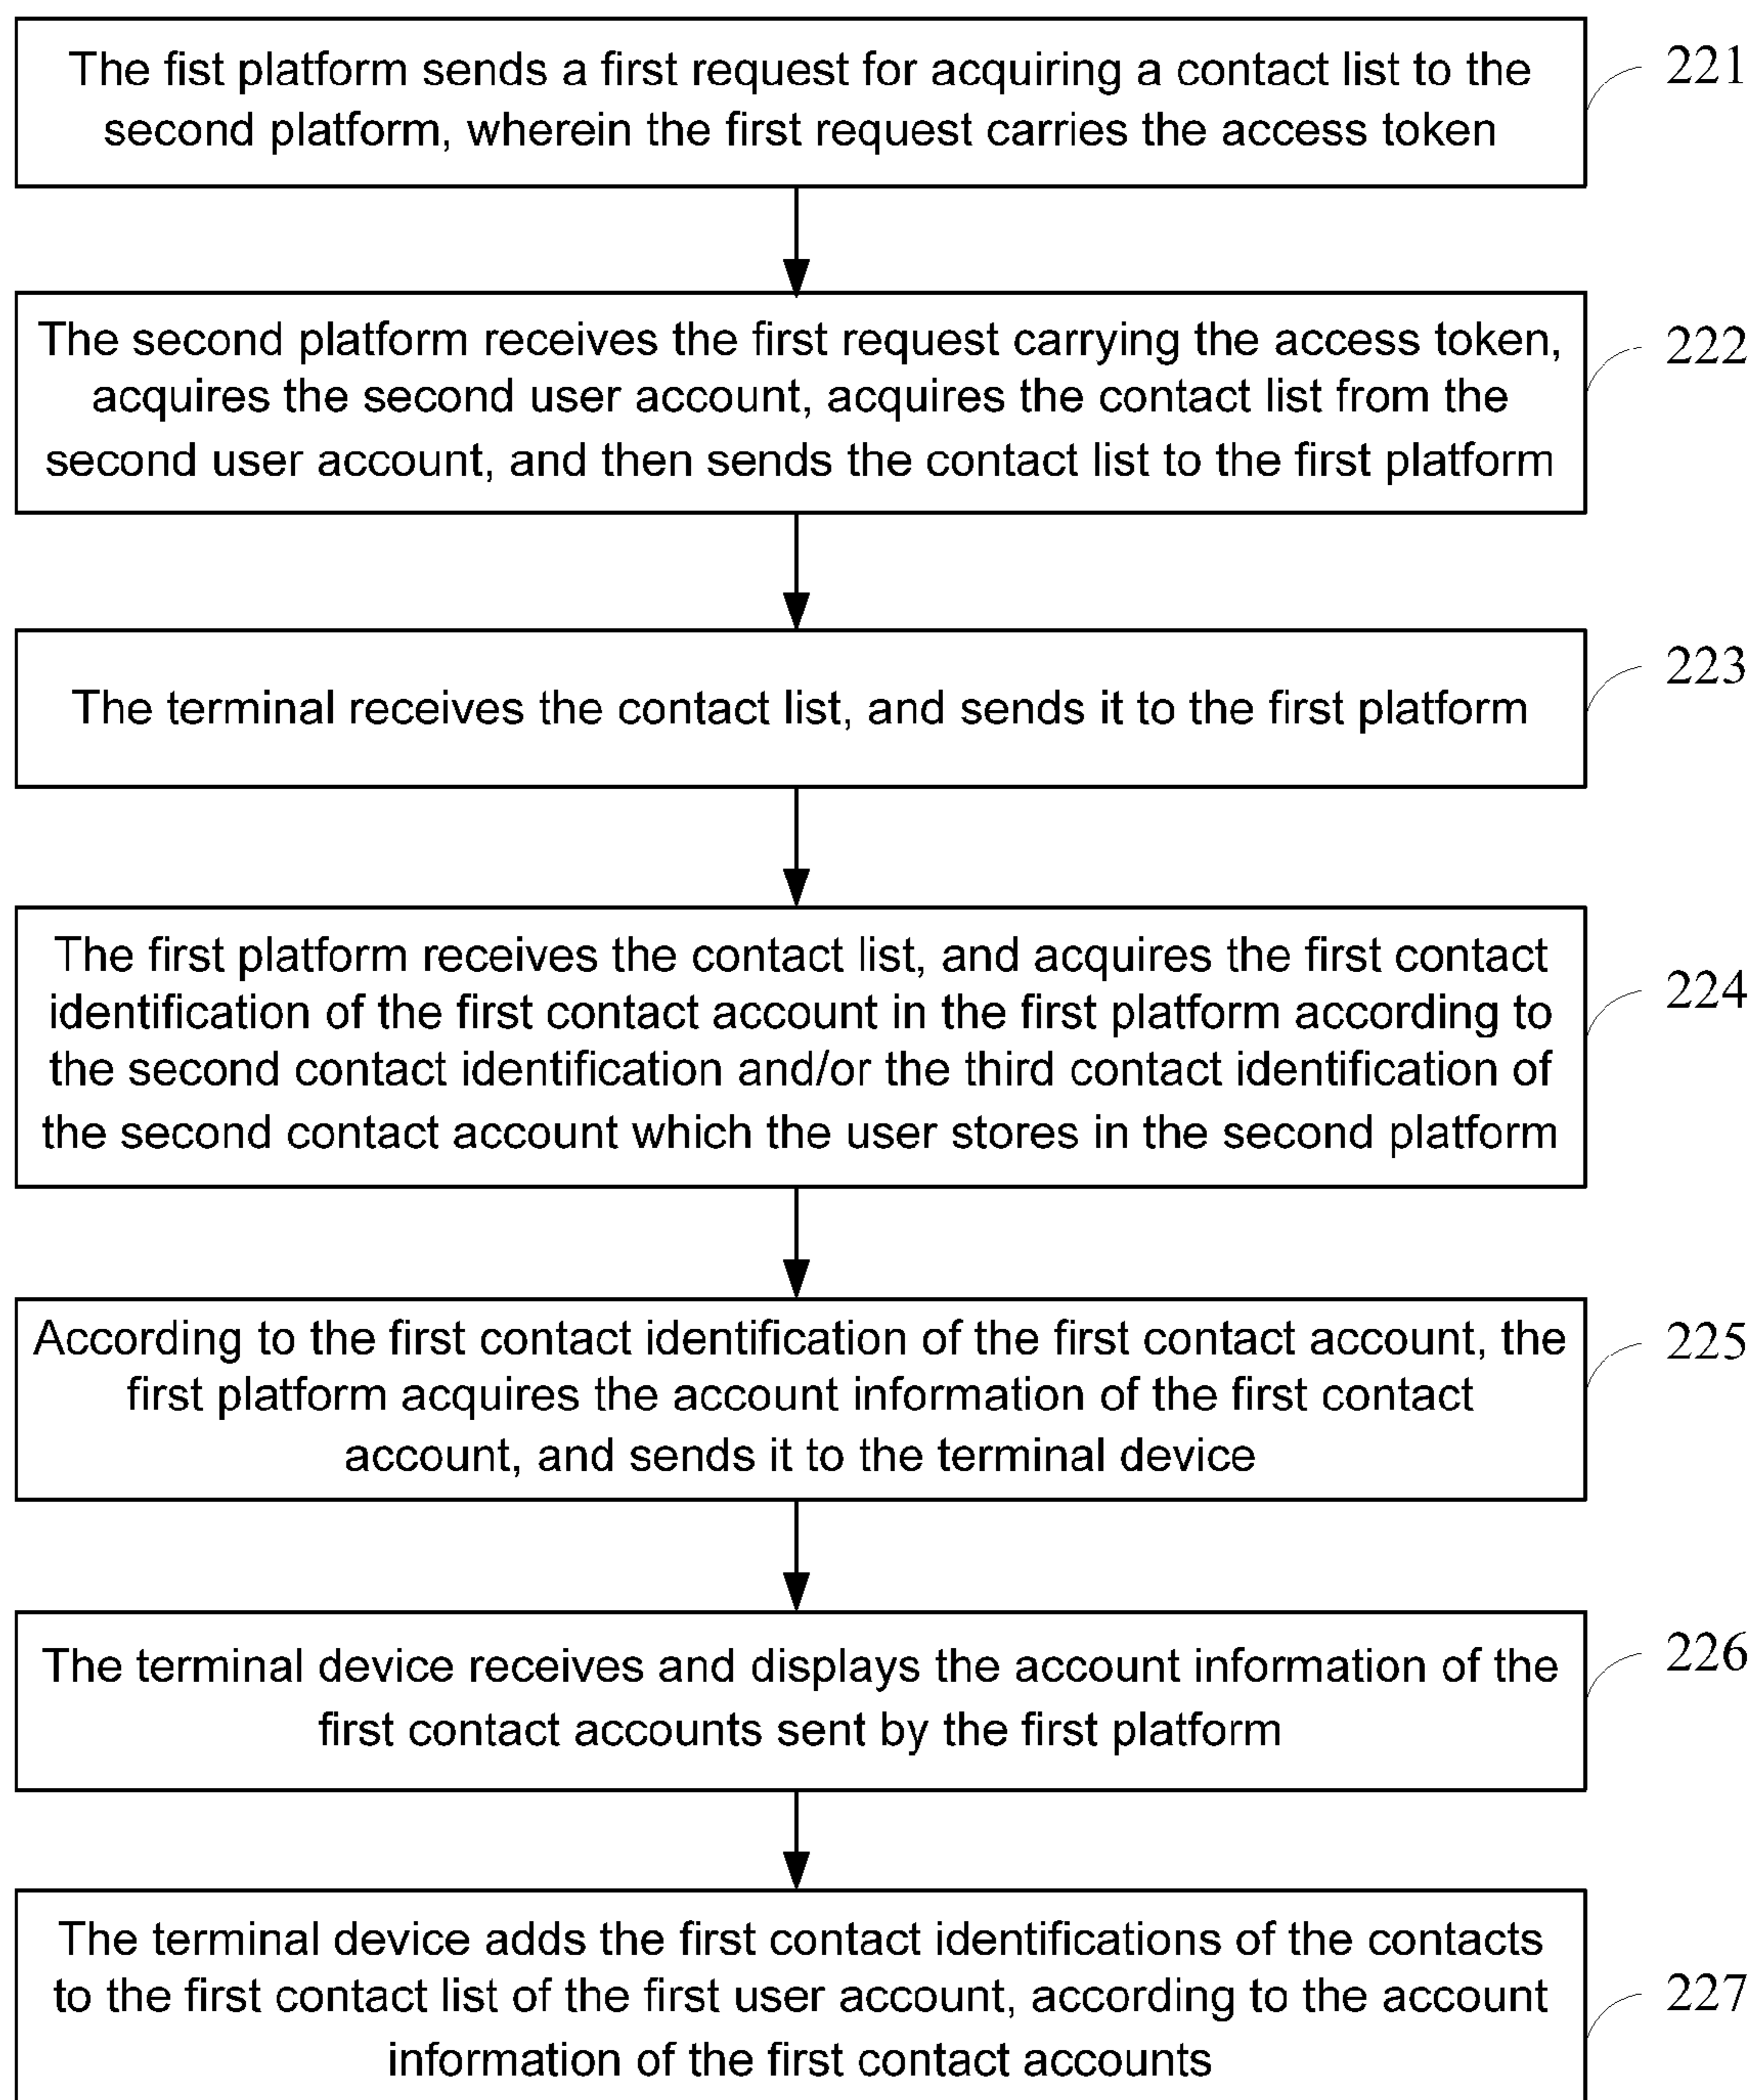 The fist platform sends a first request for acquiring a contact list to the
second platform, wherein the first request carries the access token
221
The second platform receives the first request carrying the access token,
acquires the second user account, acquires the contact list from the
second user account, and then sends the contact list to the first platform
222
The terminal receives the contact list, and sends it to the first platform
223
The first platform receives the contact list, and acquires the first contact
identification of the first contact account in the first platform according to
the second contact identification and/or the third contact identification of
the second contact account which the user stores in the second platform
224
According to the first contact identification of the first contact account, the
first platform acquires the account information of the first contact
account, and sends it to the terminal device
225
The terminal device receives and displays the account information of the
first contact accounts sent by the first platform
226
The terminal device adds the first contact identifications of the contacts
to the first contact list of the first user account, according to the account
information of the first contact accounts
227